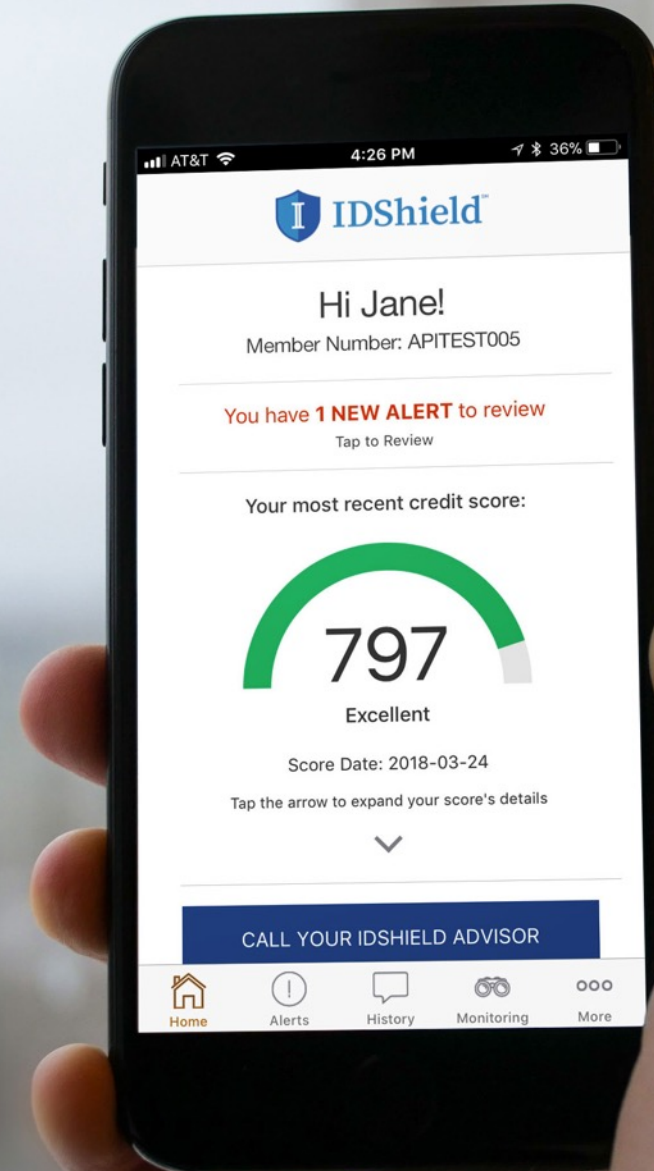 AT&T 4:26 PM 36%
IDShield℠
Hi Jane!
Member Number: APITEST005
You have 1 NEW ALERT to review
Tap to Review
Your most recent credit score:
797
Excellent
Score Date: 2018-03-24
Tap the arrow to expand your score's details
CALL YOUR IDSHIELD ADVISOR
Home Alerts History Monitoring More